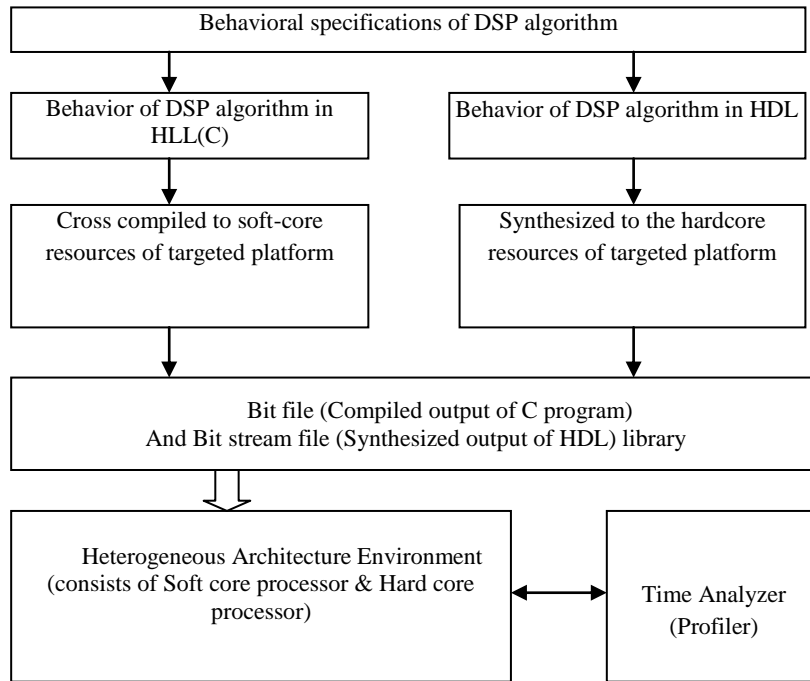 Behavioral specifications of DSP algorithm
Behavior of DSP algorithm in
HLL(C)
Behavior of DSP algorithm in HDL
Cross compiled to soft-core
resources of targeted platform
Synthesized to the hardcore
resources of targeted platform
Bit file (Compiled output of C program)
And Bit stream file (Synthesized output of HDL) library
Heterogeneous Architecture Environment
(consists of Soft core processor & Hard core
processor)
Time Analyzer
(Profiler)